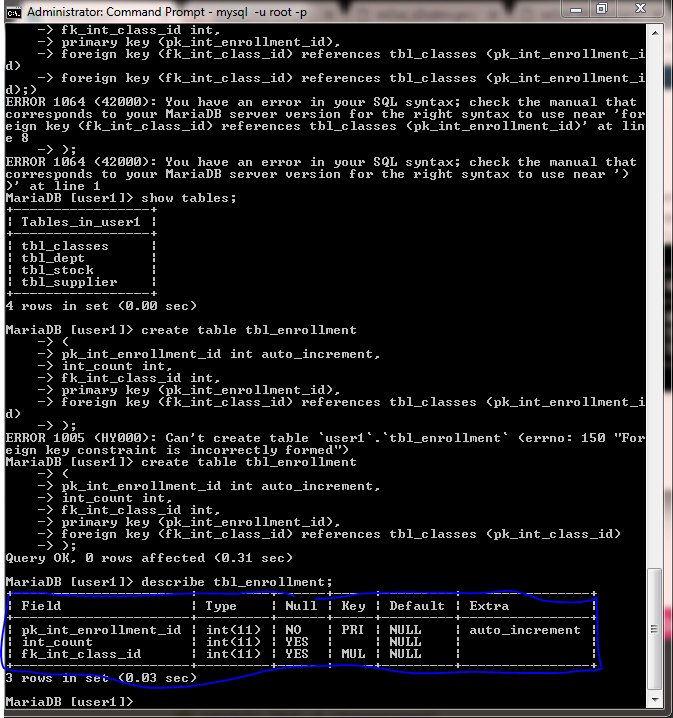 Administrator: Command Prompt - mysql -u root -p
-> fk_int_class_id int,
-> primary key (pk_int_enrollment_id),
-> foreign key (fk_int_class_id) references tbl_classes (pk_int_enrollment_i
d)
-> foreign key (fk_int_class_id) references tbl_classes (pk_int_enrollment_i
d);)
ERROR 1064 (42000): You have an error in your SQL syntax; check the manual that
corresponds to your MariaDB server version for the right syntax to use near 'for
eign key (fk_int_class_id) references tbl_classes (pk_int_enrollment_id)' at lin
e 8
-> );
ERROR 1064 (42000): You have an error in your SQL syntax; check the manual that
corresponds to your MariaDB server version for the right syntax to use near ')
)' at line 1
MariaDB [user1]> show tables;
+-----------------+
| Tables_in_user1 |
+-----------------+
| tbl_classes     |
| tbl_dept        |
| tbl_stock       |
| tbl_supplier    |
+-----------------+
4 rows in set (0.00 sec)
MariaDB [user1]> create table tbl_enrollment
-> (
-> pk_int_enrollment_id int auto_increment,
-> int_count int,
-> fk_int_class_id int,
-> primary key (pk_int_enrollment_id),
-> foreign key (fk_int_class_id) references tbl_classes (pk_int_enrollment_i
d)
-> );
ERROR 1005 (HY000): Can't create table `user1`.`tbl_enrollment` (errno: 150 "For
eign key constraint is incorrectly formed")
MariaDB [user1]> create table tbl_enrollment
-> (
-> pk_int_enrollment_id int auto_increment,
-> int_count int,
-> fk_int_class_id int,
-> primary key (pk_int_enrollment_id),
-> foreign key (fk_int_class_id) references tbl_classes (pk_int_class_id)
-> );
Query OK, 0 rows affected (0.31 sec)
MariaDB [user1]> describe tbl_enrollment;
+----------------------+---------+------+-----+---------+----------------+
| Field                | Type    | Null | Key | Default | Extra          |
+----------------------+---------+------+-----+---------+----------------+
| pk_int_enrollment_id | int(11) | NO   | PRI | NULL    | auto_increment |
| int_count            | int(11) | YES  |     | NULL    |                |
| fk_int_class_id      | int(11) | YES  | MUL | NULL    |                |
+----------------------+---------+------+-----+---------+----------------+
3 rows in set (0.03 sec)
MariaDB [user1]>